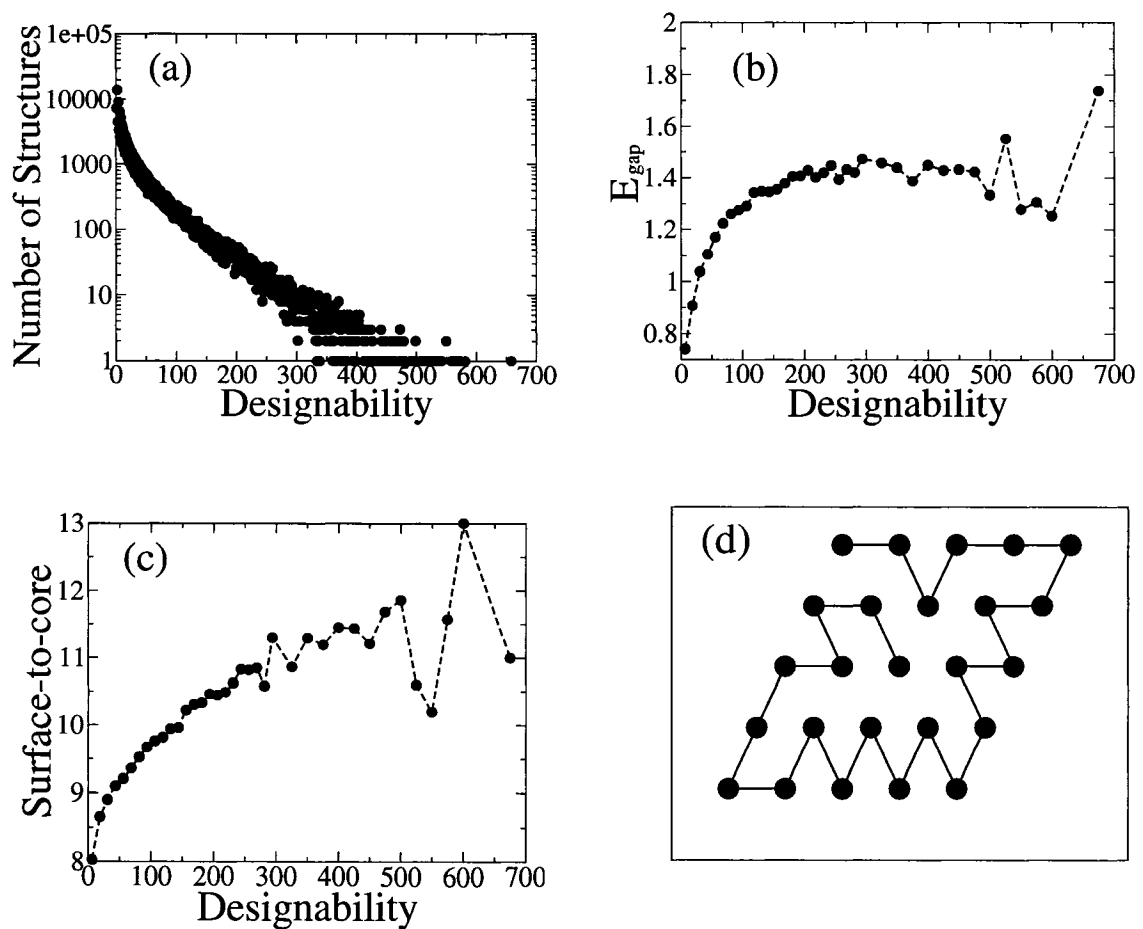 (a)
Number of Structures
1e+05
10000
1000
100
10
1
0 100 200 300 400 500 600 700
Designability
(b)
E_gap
2
1.8
1.6
1.4
1.2
1
0.8
0 100 200 300 400 500 600 700
Designability
(c)
Surface-to-core
13
12
11
10
9
8
0 100 200 300 400 500 600 700
Designability
(d)